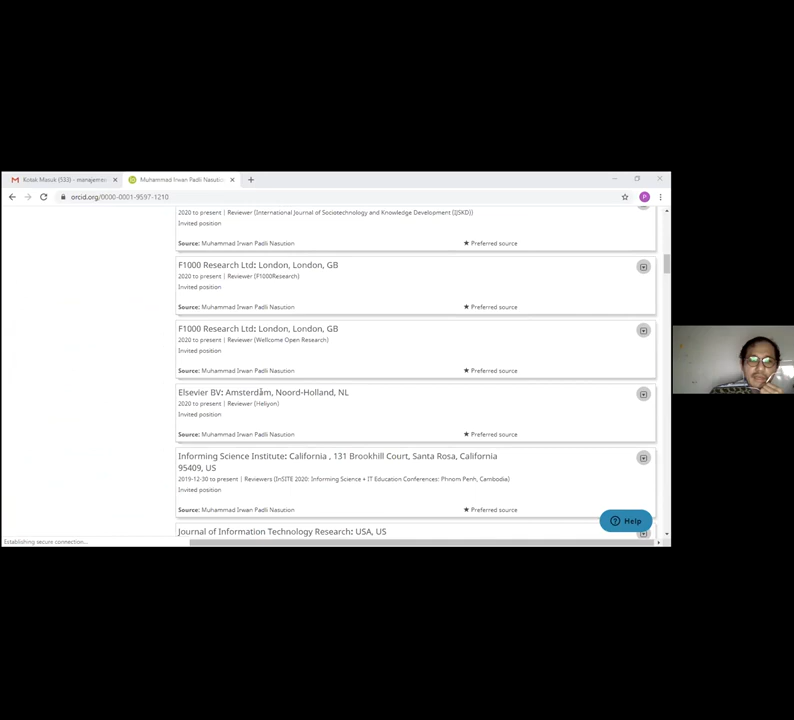 Kotak Masuk (533) - manajemen
Muhammad Irwan Padli Nasution
orcid.org/0000-0001-9597-1210
P
2020 to present | Reviewer (International Journal of Sociotechnology and Knowledge Development (IJSKD))
Invited position
Source: Muhammad Irwan Padli Nasution
★ Preferred source
F1000 Research Ltd: London, London, GB
2020 to present | Reviewer (F1000Research)
Invited position
Source: Muhammad Irwan Padli Nasution
★ Preferred source
F1000 Research Ltd: London, London, GB
2020 to present | Reviewer (Wellcome Open Research)
Invited position
Source: Muhammad Irwan Padli Nasution
★ Preferred source
Elsevier BV: Amsterdam, Noord-Holland, NL
2020 to present | Reviewer (Heliyon)
Invited position
Source: Muhammad Irwan Padli Nasution
★ Preferred source
Informing Science Institute: California , 131 Brookhill Court, Santa Rosa, California
95409, US
2019-12-30 to present | Reviewers (InSITE 2020: Informing Science + IT Education Conferences: Phnom Penh, Cambodia)
Invited position
Source: Muhammad Irwan Padli Nasution
★ Preferred source
Help
Journal of Information Technology Research: USA, US
Establishing secure connection...